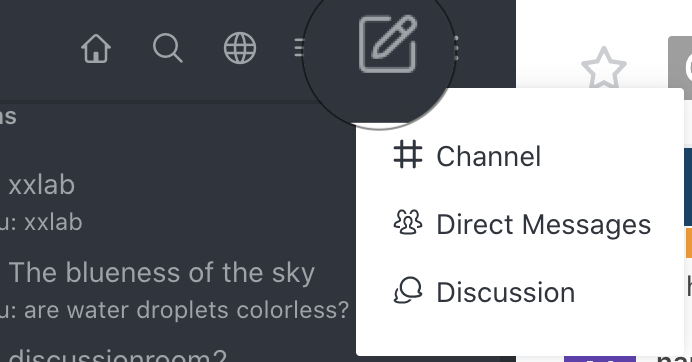 ns
xxlab
u: xxlab
The blueness of the sky
u: are water droplets colorless?
discussionroom2
Channel
Direct Messages
Discussion